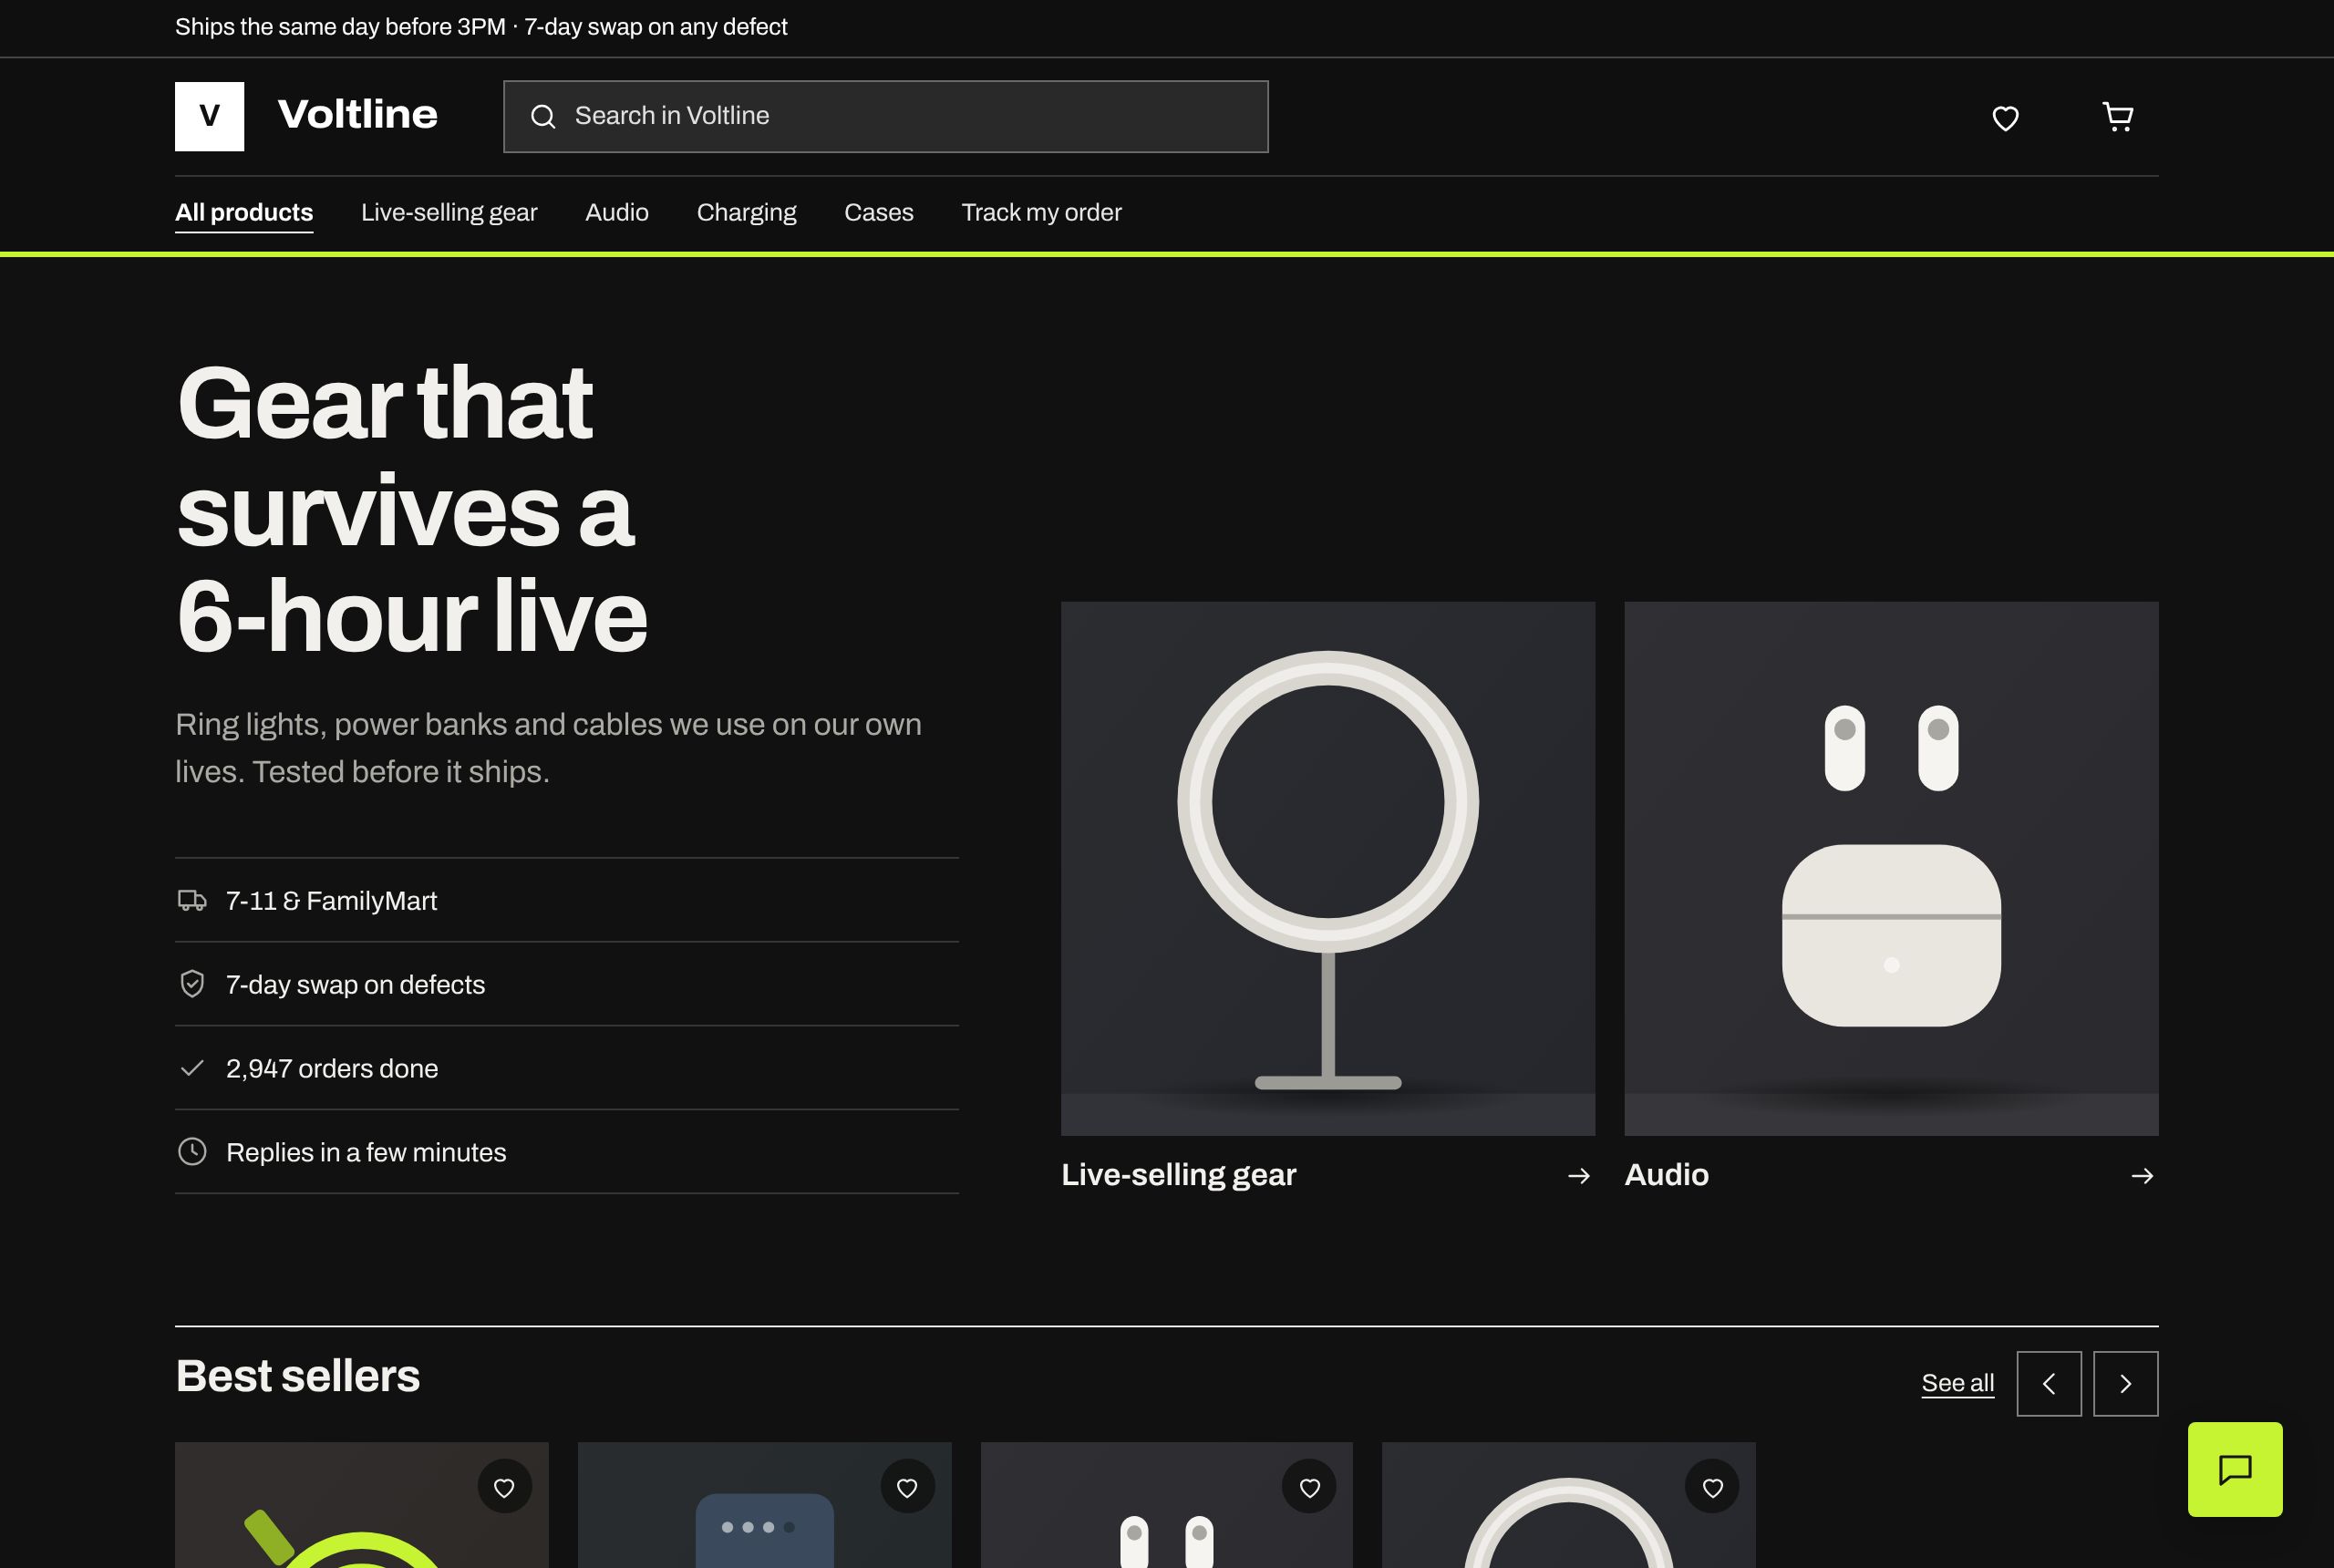 Ships the same day before 3PM · 7-day swap on any defect
V
Voltline
Search in Voltline
All products
Live-selling gear
Audio
Charging
Cases
Track my order
Gear that
survives a
6-hour live
Ring lights, power banks and cables we use on our own
lives. Tested before it ships.
7-11 & FamilyMart
7-day swap on defects
2,947 orders done
Replies in a few minutes
Live-selling gear
Audio
Best sellers
See all